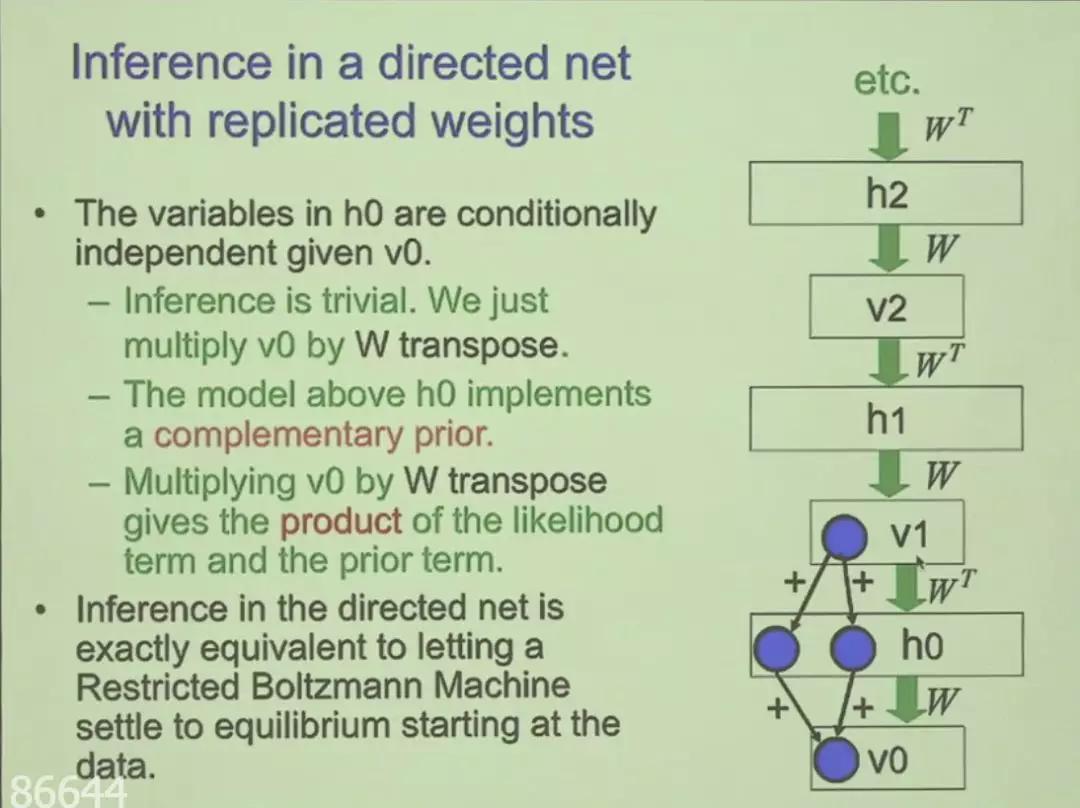 Inference in a directed net
with replicated weights
• The variables in h0 are conditionally
independent given v0.
– Inference is trivial. We just
multiply v0 by W transpose.
– The model above h0 implements
a complementary prior.
– Multiplying v0 by W transpose
gives the product of the likelihood
term and the prior term.
• Inference in the directed net is
exactly equivalent to letting a
Restricted Boltzmann Machine
settle to equilibrium starting at the
data.
etc.
W^T
h2
W
v2
W^T
h1
W
v1
+ + W^T
h0
+ + W
v0
86644